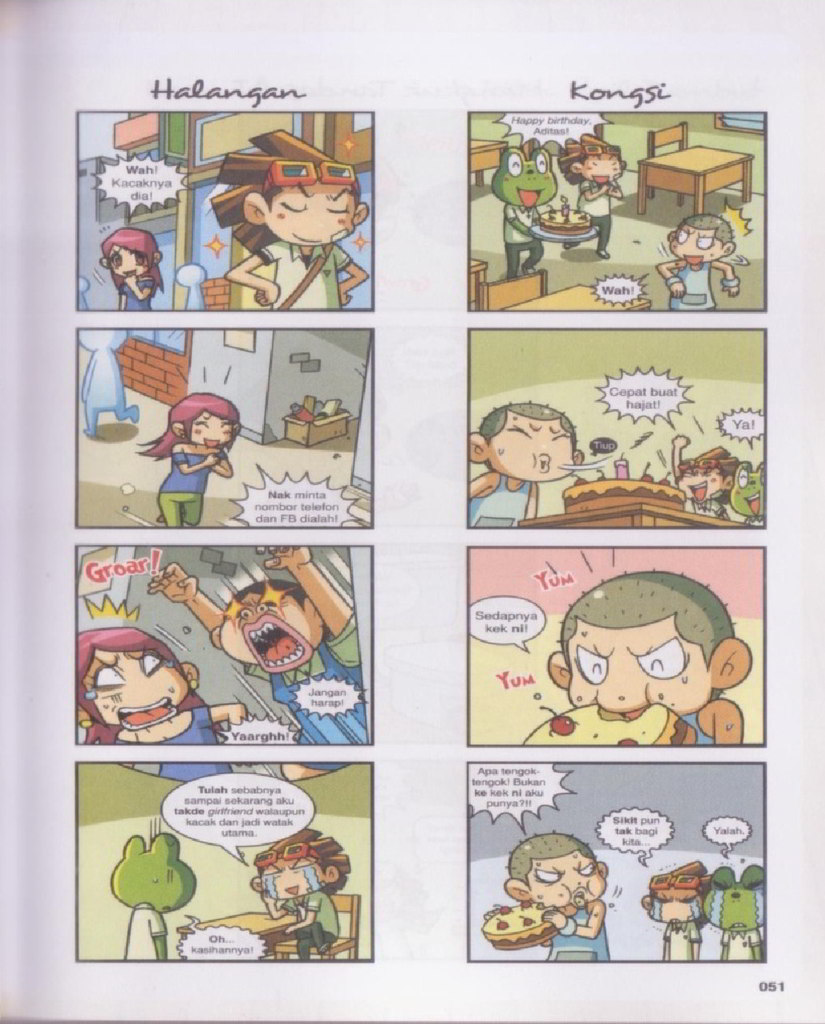 Halangan
Wah!
Kacaknya
dia!
Nak minta
nombor telefon
dan FB dialah!
Groar!
Jangan
harap!
Yaarghh!
Tulah sebabnya
sampai sekarang aku
takde girlfriend walaupun
kacak dan jadi watak
utama.
Oh...
kasihannya!
Kongsi
Happy birthday,
Aditas!
Wah!
Cepat buat
hajat!
Tiup
Ya!
YUM
Sedapnya
kek ni!
YUM
Apa tengok-
tengok! Bukan
ke kek ni aku
punya?!!
Sikit pun
tak bagi
kita...
Yalah.
051